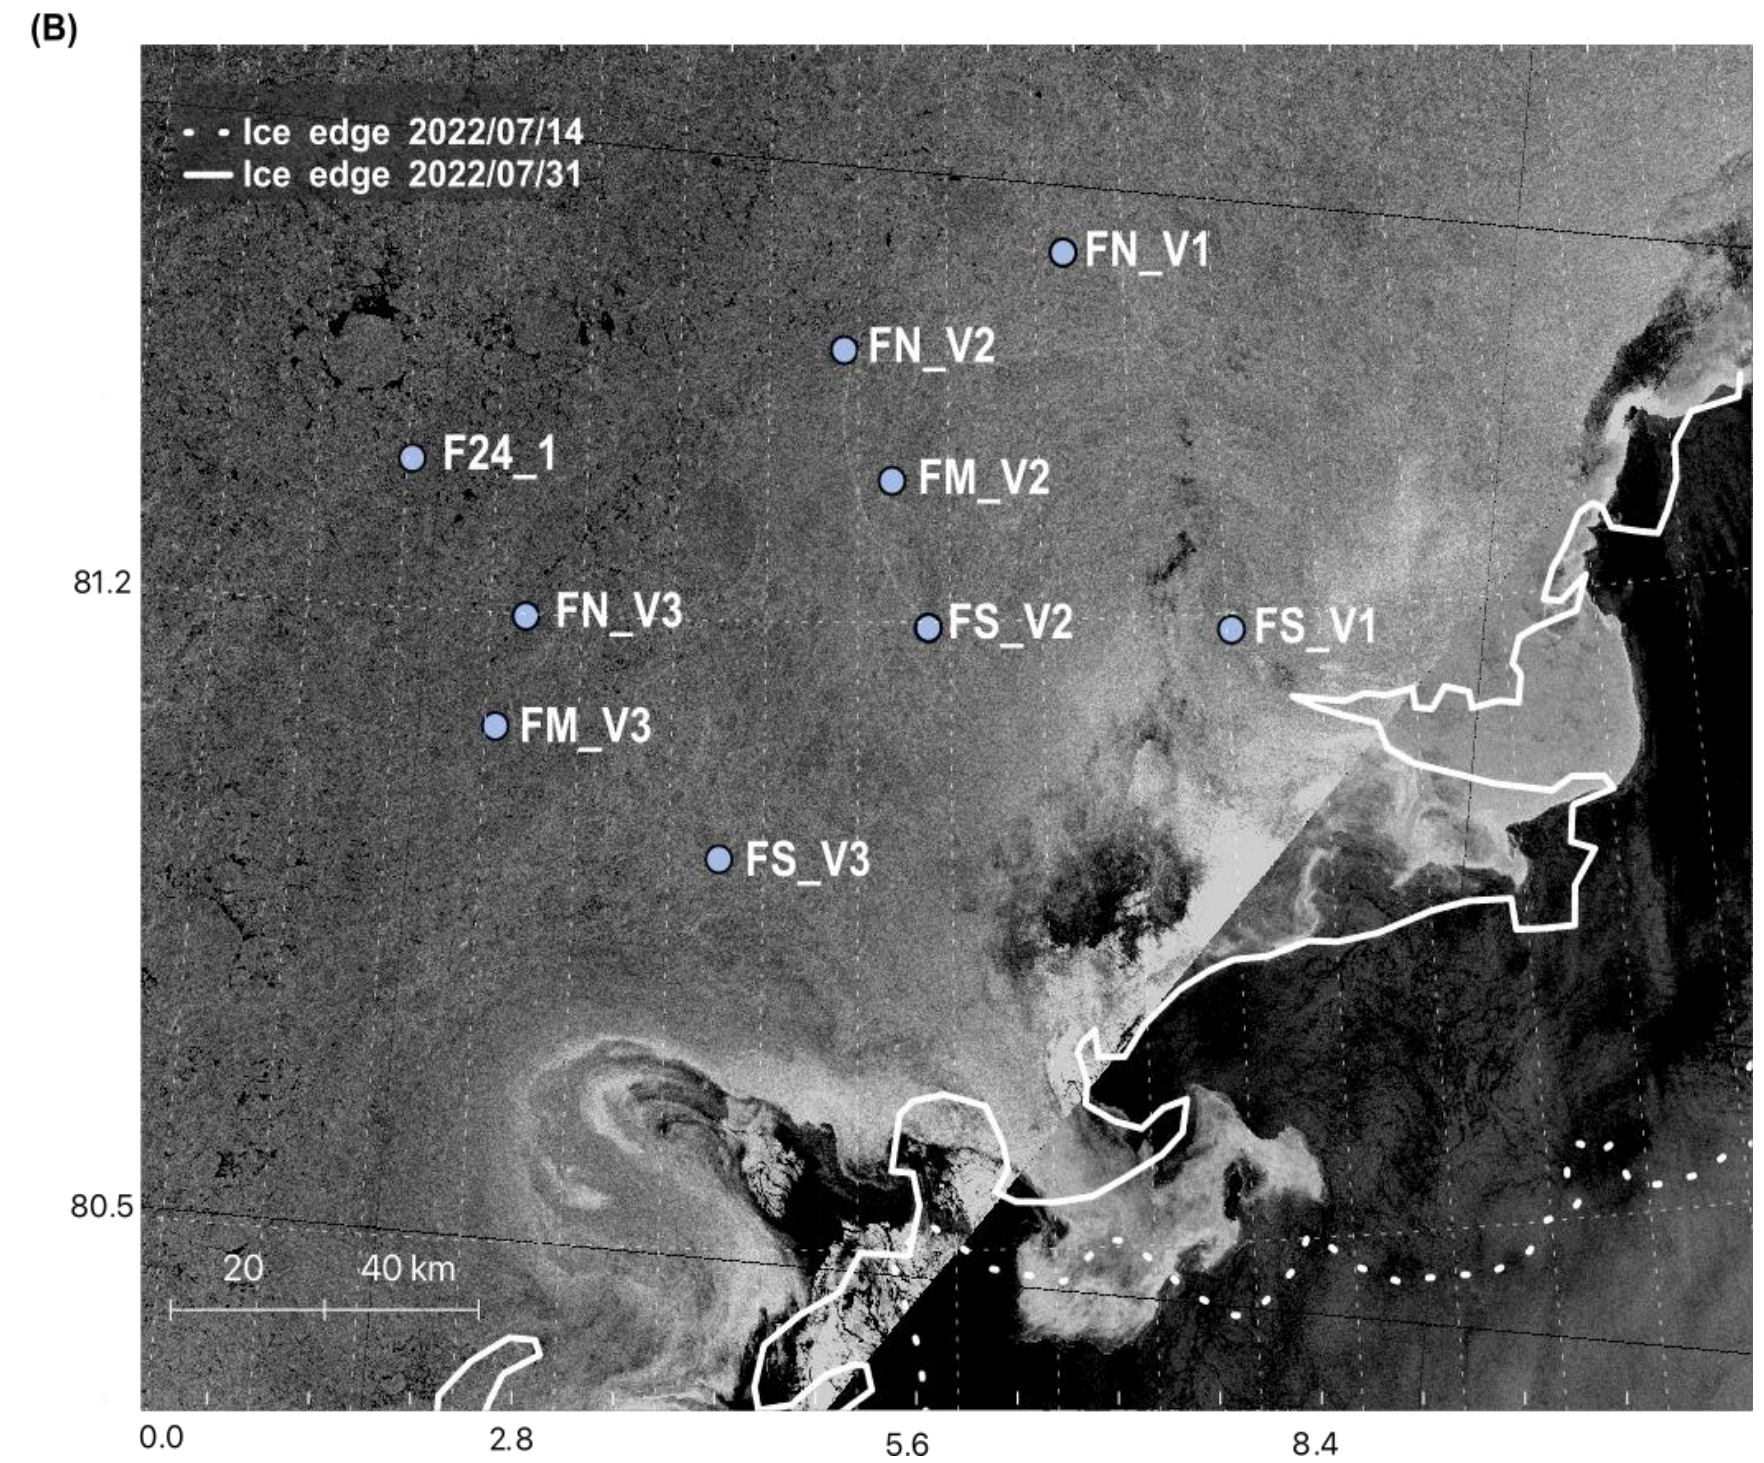 (B)
Ice edge 2022/07/14
Ice edge 2022/07/31
FN_V1
FN_V2
F24_1
FM_V2
81.2
FN_V3
FS_V2
FS_V1
FM_V3
FS_V3
80.5
20 40 km
0.0 2.8 5.6 8.4